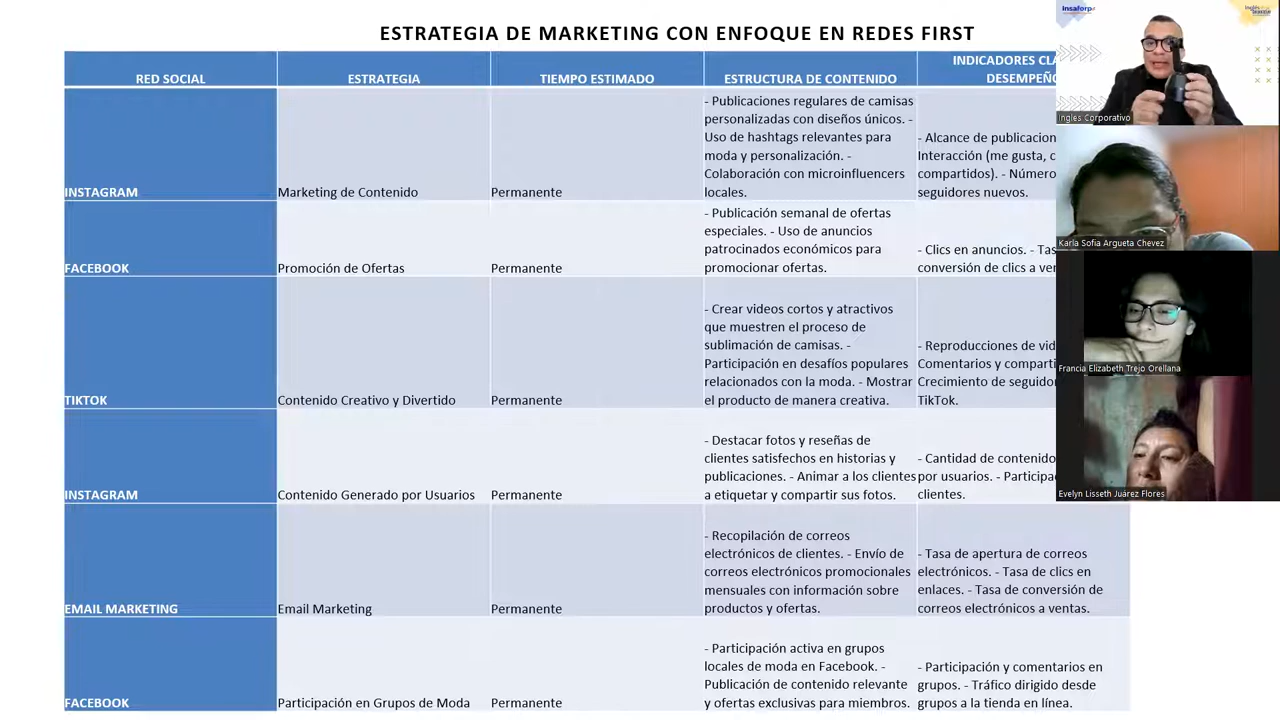 ESTRATEGIA DE MARKETING CON ENFOQUE EN REDES FIRST
RED SOCIAL
ESTRATEGIA
TIEMPO ESTIMADO
ESTRUCTURA DE CONTENIDO
INDICADORES
INSTAGRAM
Marketing de Contenido
Permanente
- Publicaciones regulares de camisas
personalizadas con diseños únicos. -
Uso de hashtags relevantes para
moda y personalización. -
Colaboración con microinfluencers
locales.
- Alcance de
Interacción (me gusta,
compartidos). - Número
seguidores nuevos.
FACEBOOK
Promoción de Ofertas
Permanente
- Publicación semanal de ofertas
especiales. - Uso de anuncios
patrocinados económicos para
promocionar ofertas.
- Clics en anuncios. -
conversión de clics a
TIKTOK
Contenido Creativo y Divertido
Permanente
- Crear videos cortos y atractivos
que muestren el proceso de
sublimación de camisas. -
Participación en desafíos populares
relacionados con la moda. - Mostrar
el producto de manera creativa.
- Reproducciones de
Comentarios y
Crecimiento de
TikTok.
INSTAGRAM
Contenido Generado por Usuarios
Permanente
- Destacar fotos y reseñas de
clientes satisfechos en historias y
publicaciones. - Animar a los clientes
a etiquetar y compartir sus fotos.
- Cantidad de contenido
por usuarios. -
clientes.
EMAIL MARKETING
Email Marketing
Permanente
- Recopilación de correos
electrónicos de clientes. - Envío de
correos electrónicos promocionales
mensuales con información sobre
productos y ofertas.
- Tasa de apertura de correos
electrónicos. - Tasa de clics en
enlaces. - Tasa de conversión de
correos electrónicos a ventas.
FACEBOOK
Participación en Grupos de Moda
Permanente
- Participación activa en grupos
locales de moda en Facebook. -
Publicación de contenido relevante
y ofertas exclusivas para miembros.
- Participación y comentarios en
grupos. - Tráfico dirigido desde
grupos a la tienda en línea.
insaforp
Ingles Corporativo
Karla Sofia Argueta Chevez
Francia Elizabeth Trejo Orellana
Evelyn Lisseth Juárez Flores